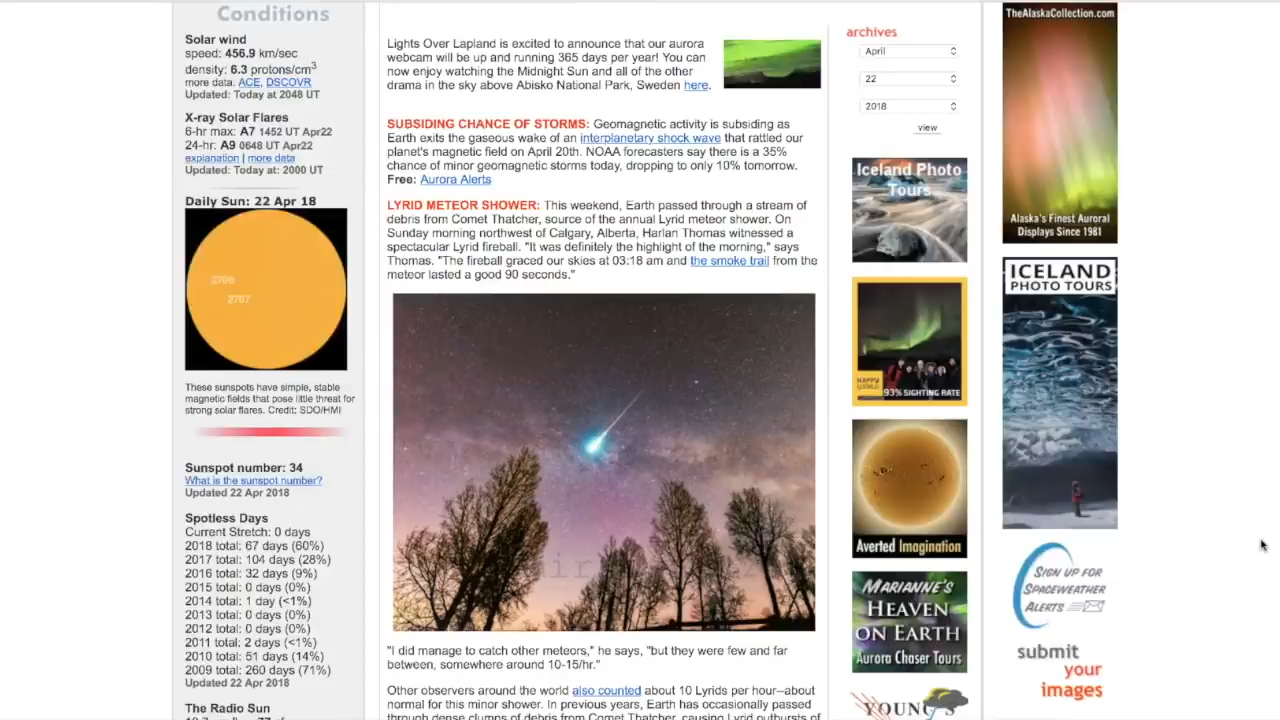 Conditions
Solar wind
speed: 456.9 km/sec
density: 6.3 protons/cm3
more data: ACE, DSCOVR
Updated: Today at 2048 UT
X-ray Solar Flares
6-hr max: A7 1452 UT Apr22
24-hr: A9 0648 UT Apr22
explanation | more data
Updated: Today at: 2000 UT
Daily Sun: 22 Apr 18
2706
2707
These sunspots have simple, stable
magnetic fields that pose little threat for
strong solar flares. Credit: SDO/HMI
Sunspot number: 34
What is the sunspot number?
Updated 22 Apr 2018
Spotless Days
Current Stretch: 0 days
2018 total: 67 days (60%)
2017 total: 104 days (28%)
2016 total: 32 days (9%)
2015 total: 0 days (0%)
2014 total: 1 day (<1%)
2013 total: 0 days (0%)
2012 total: 0 days (0%)
2011 total: 2 days (<1%)
2010 total: 51 days (14%)
2009 total: 260 days (71%)
Updated 22 Apr 2018
The Radio Sun
Lights Over Lapland is excited to announce that our aurora
webcam will be up and running 365 days per year! You can
now enjoy watching the Midnight Sun and all of the other
drama in the sky above Abisko National Park, Sweden here.
SUBSIDING CHANCE OF STORMS: Geomagnetic activity is subsiding as
Earth exits the gaseous wake of an interplanetary shock wave that rattled our
planet's magnetic field on April 20th. NOAA forecasters say there is a 35%
chance of minor geomagnetic storms today, dropping to only 10% tomorrow.
Free: Aurora Alerts
LYRID METEOR SHOWER: This weekend, Earth passed through a stream of
debris from Comet Thatcher, source of the annual Lyrid meteor shower. On
Sunday morning northwest of Calgary, Alberta, Harlan Thomas witnessed a
spectacular Lyrid fireball. "It was definitely the highlight of the morning," says
Thomas. "The fireball graced our skies at 03:18 am and the smoke trail from the
meteor lasted a good 90 seconds."
"I did manage to catch other meteors," he says, "but they were few and far
between, somewhere around 10-15/hr."
Other observers around the world also counted about 10 Lyrids per hour--about
normal for this minor shower. In previous years, Earth has occasionally passed
through dense clumps of debris from Comet Thatcher, causing Lyrid outbursts of
archives
April
22
2018
view
Iceland Photo
Tours
HAPPY
WORLD
93% SIGHTING RATE
Averted Imagination
MARIANNE'S
HEAVEN
ON EARTH
Aurora Chaser Tours
YOUNG'S
TheAlaskaCollection.com
Alaska's Finest Auroral
Displays Since 1981
ICELAND
PHOTO TOURS
SIGN UP FOR
SPACEWEATHER
ALERTS
submit
your
images